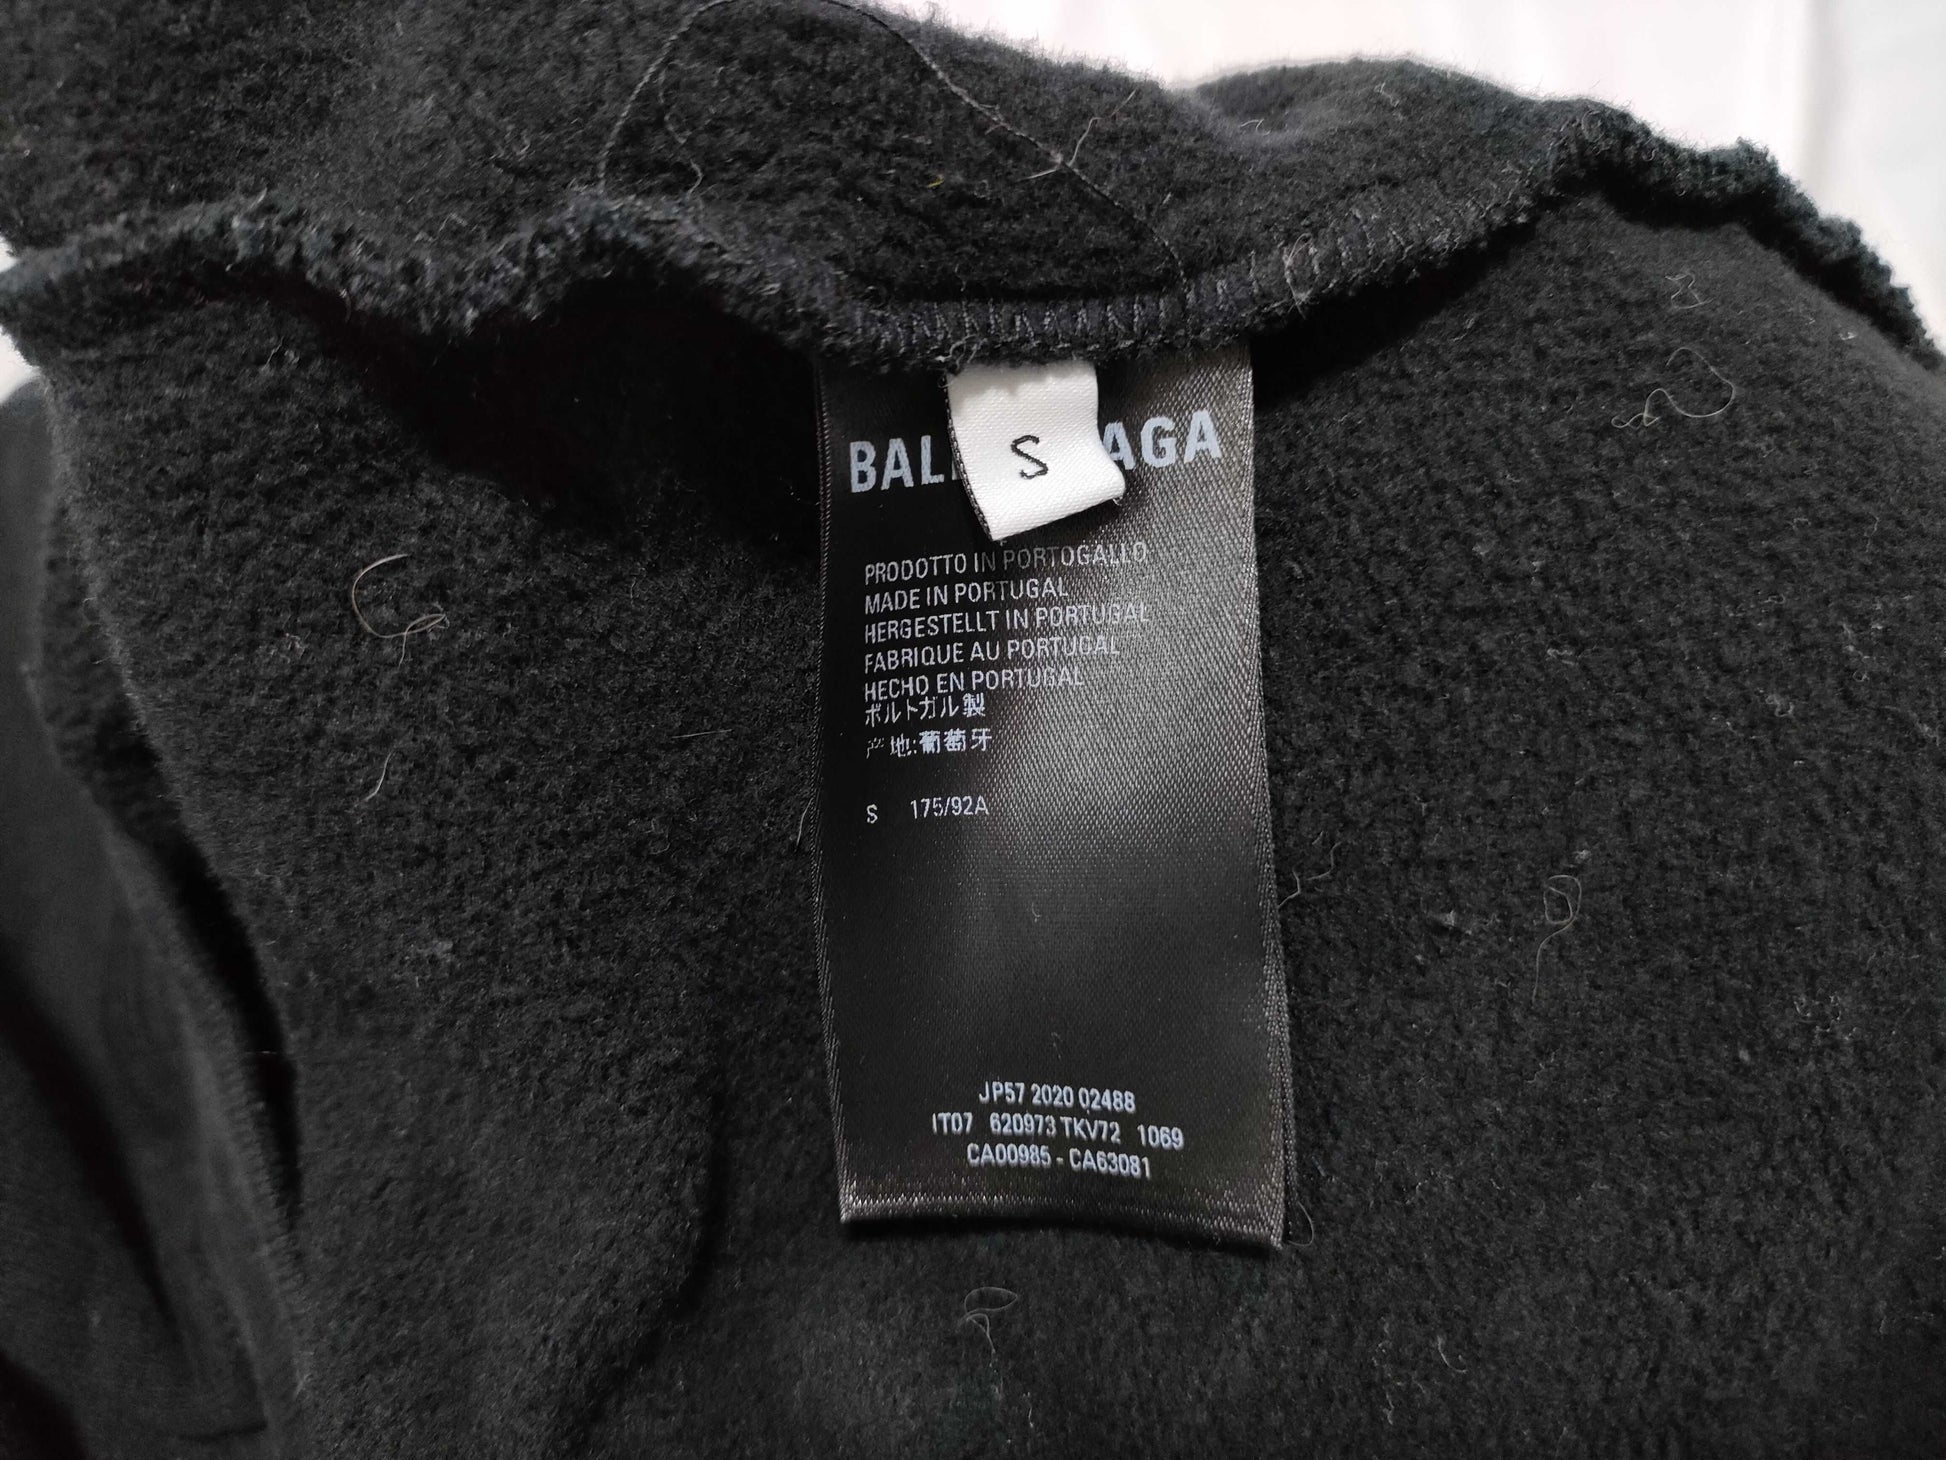 BAL AGA
S
PRODOTTO IN PORTOGALLO
MADE IN PORTUGAL
HERGESTELLT IN PORTUGAL
FABRIQUE AU PORTUGAL
HECHO EN PORTUGAL
ポルトガル製
产地:葡萄牙
S 175/92A
JP57 2020 02488
IT07 620973 TKV72 1069
CA00985 - CA63081